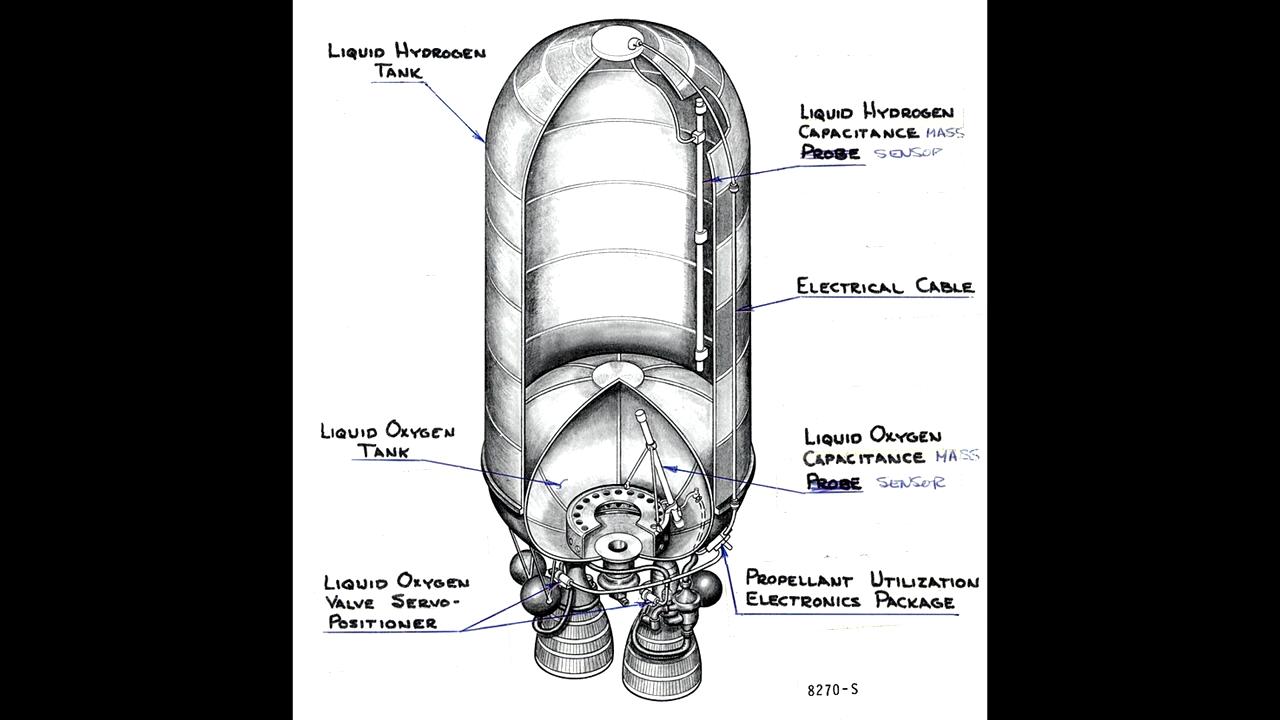 LIQUID HYDROGEN
TANK
LIQUID HYDROGEN
CAPACITANCE MASS
PROBE SENSOR
ELECTRICAL CABLE
LIQUID OXYGEN
TANK
LIQUID OXYGEN
CAPACITANCE MASS
PROBE SENSOR
LIQUID OXYGEN
VALVE SERVO-
POSITIONER
PROPELLANT UTILIZATION
ELECTRONICS PACKAGE
8270-S